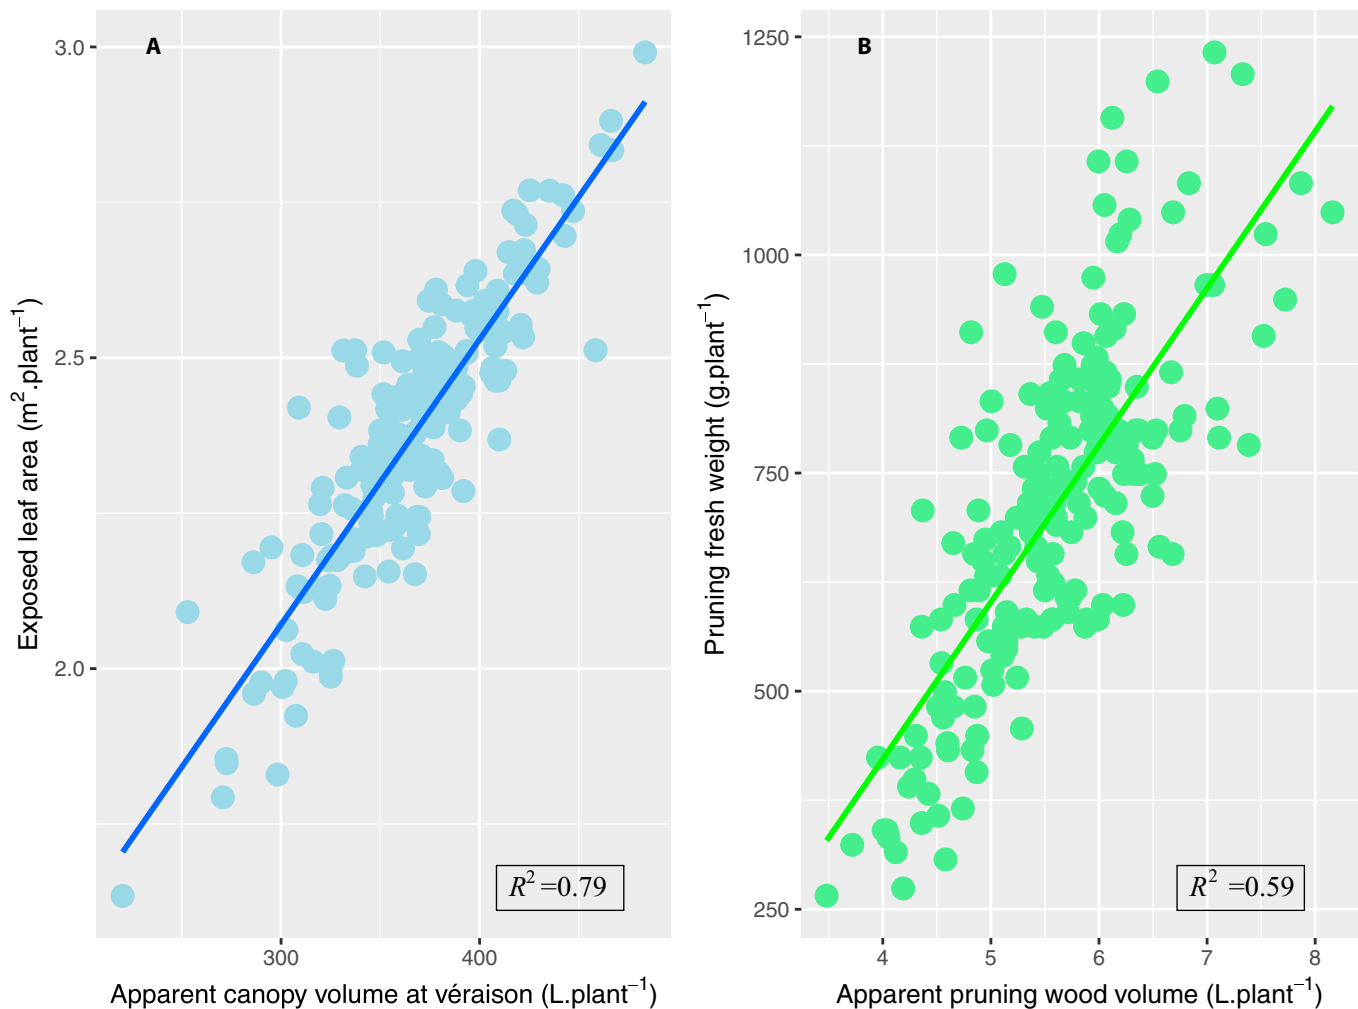 A
3.0
2.5
2.0
Exposed leaf area (m².plant⁻¹)
R²=0.79
300
400
Apparent canopy volume at véraison (L.plant⁻¹)
B
1250
1000
750
500
250
Pruning fresh weight (g.plant⁻¹)
R² =0.59
4
5
6
7
8
Apparent pruning wood volume (L.plant⁻¹)